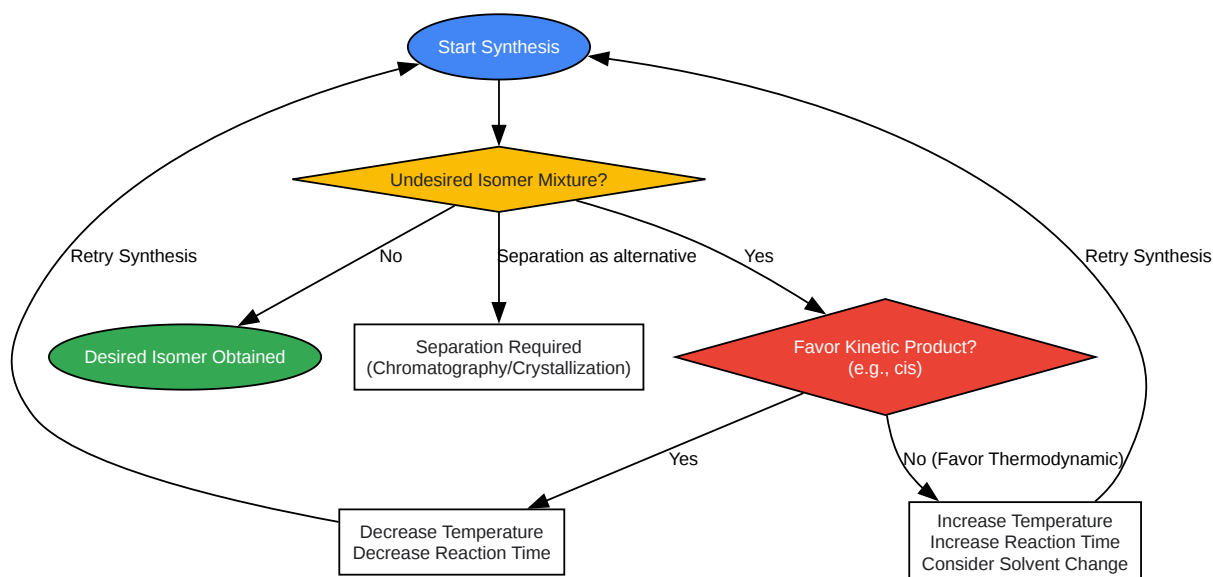 Start Synthesis
Undesired Isomer Mixture?
Retry Synthesis
No
Separation as alternative
Yes
Retry Synthesis
Desired Isomer Obtained
Separation Required
(Chromatography/Crystallization)
Favor Kinetic Product?
(e.g., cis)
Yes
No (Favor Thermodynamic)
Decrease Temperature
Decrease Reaction Time
Increase Temperature
Increase Reaction Time
Consider Solvent Change